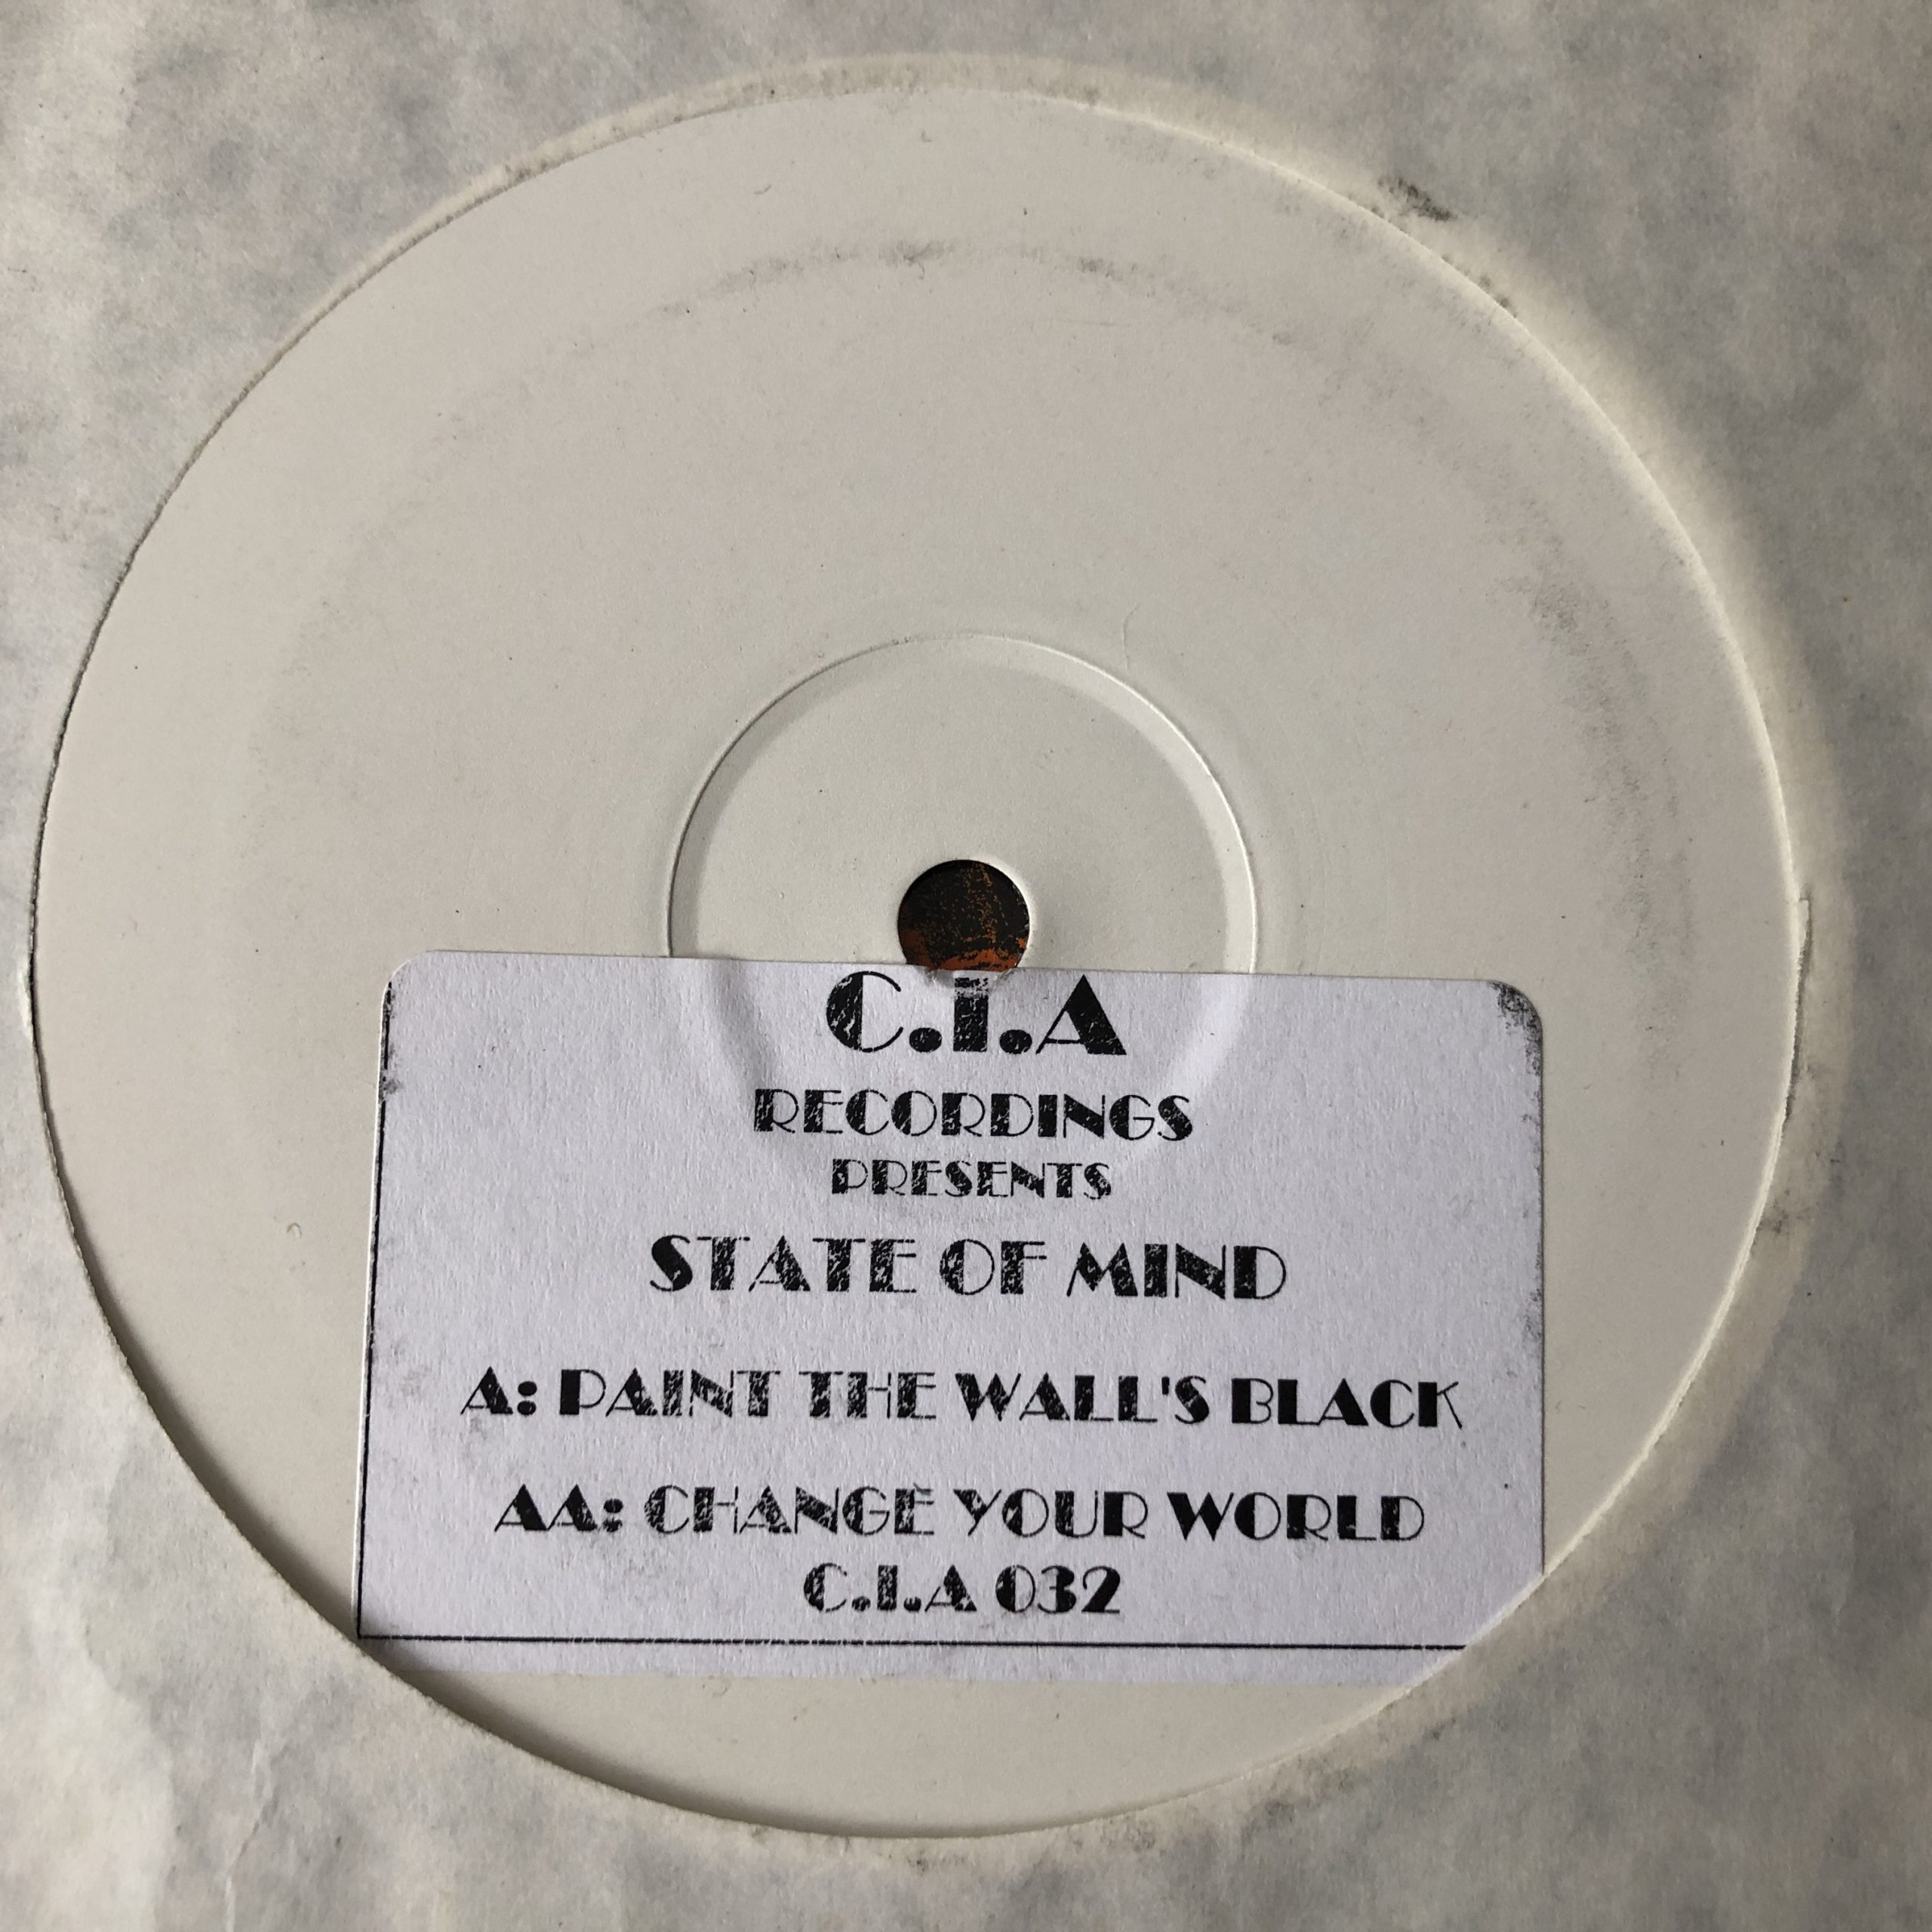 C.I.A
RECORDINGS
PRESENTS
STATE OF MIND
A: PAINT THE WALL'S BLACK
AA: CHANGE YOUR WORLD
C.I.A 032